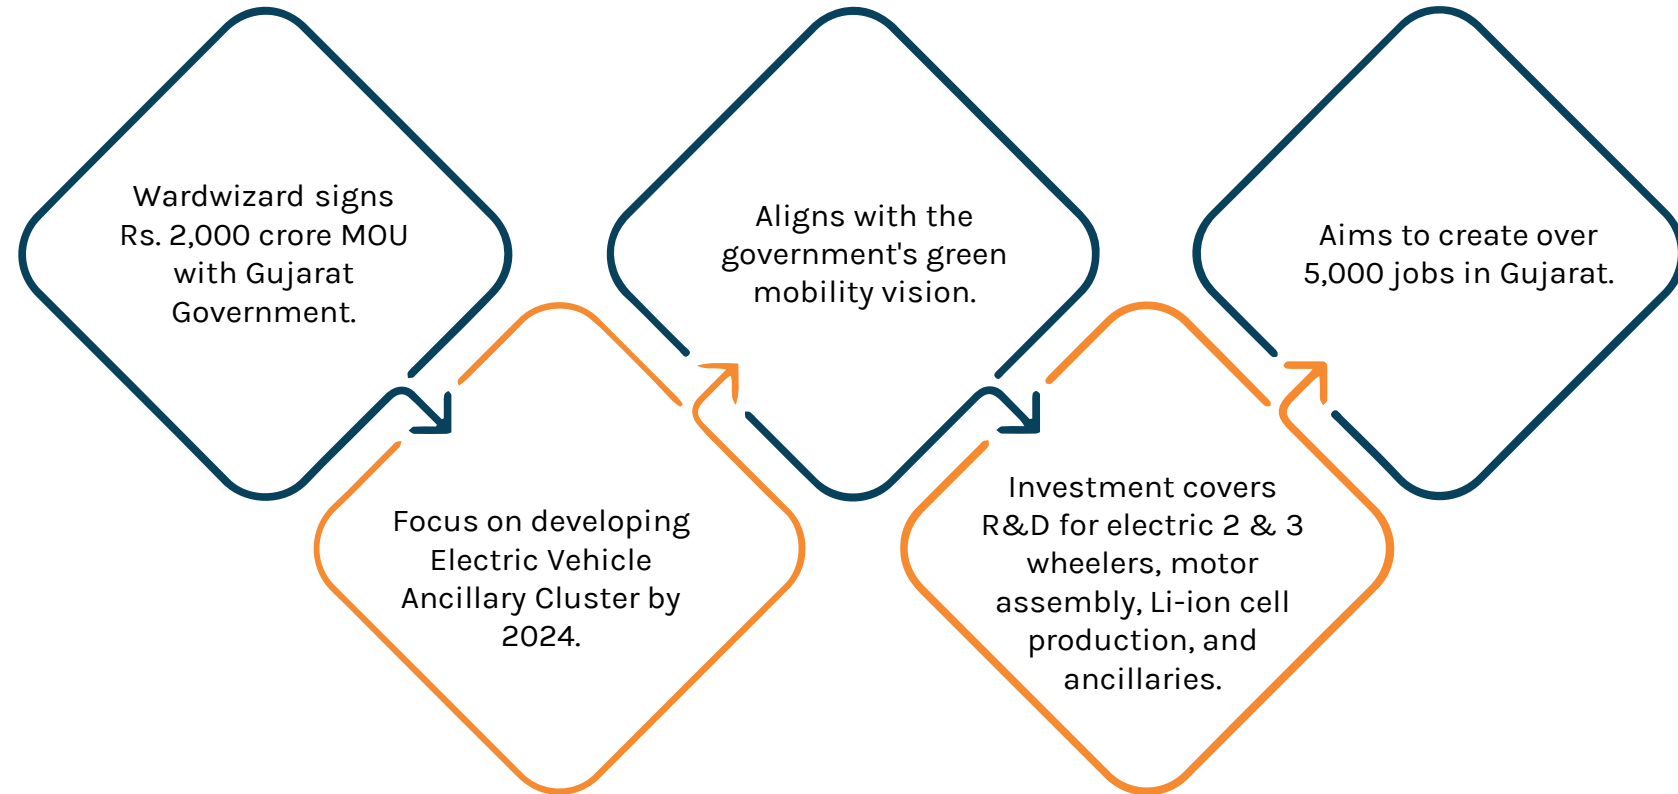 Wardwizard signs
Rs. 2,000 crore MOU
with Gujarat
Government.
Focus on developing
Electric Vehicle
Ancillary Cluster by
2024.
Aligns with the
government's green
mobility vision.
Investment covers
R&D for electric 2 & 3
wheelers, motor
assembly, Li-ion cell
production, and
ancillaries.
Aims to create over
5,000 jobs in Gujarat.